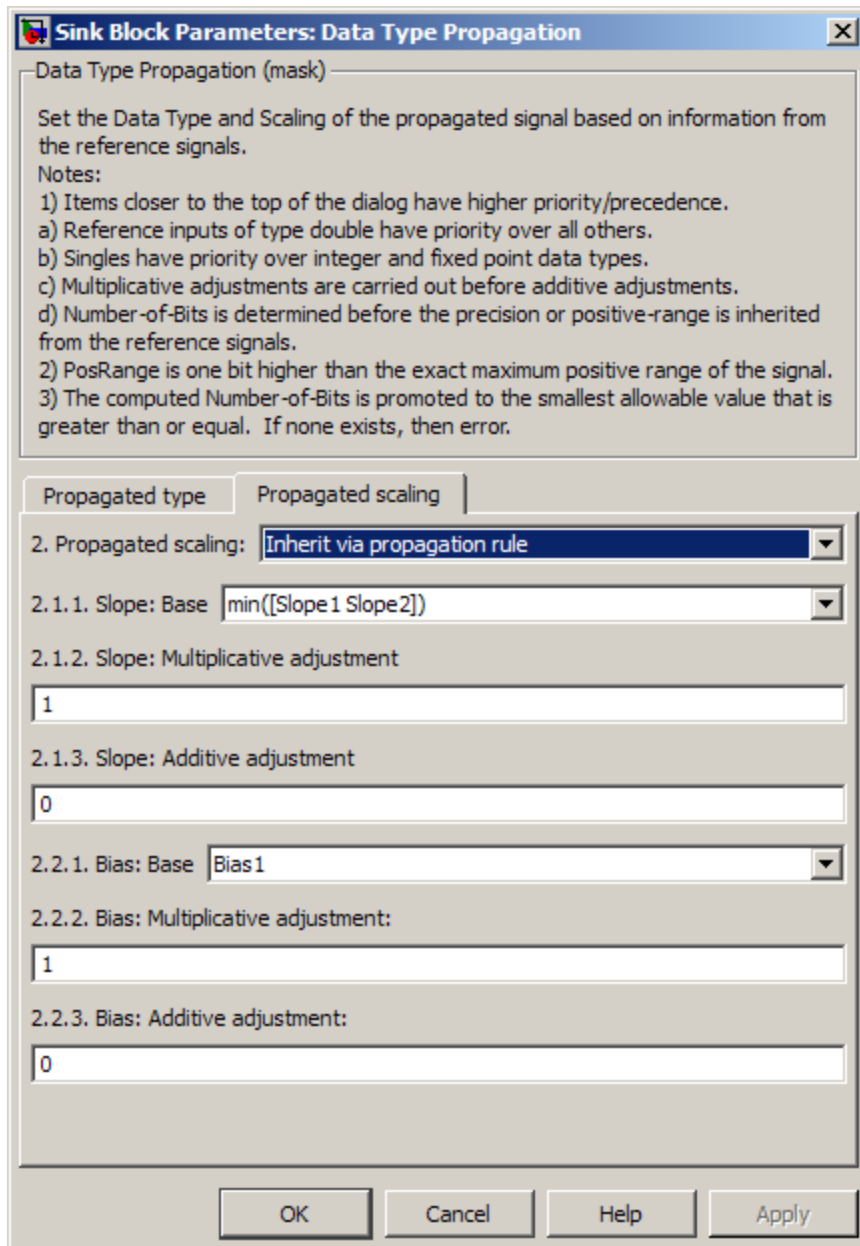 Sink Block Parameters: Data Type Propagation
Data Type Propagation (mask)
Set the Data Type and Scaling of the propagated signal based on information from
the reference signals.
Notes:
1) Items closer to the top of the dialog have higher priority/precedence.
a) Reference inputs of type double have priority over all others.
b) Singles have priority over integer and fixed point data types.
c) Multiplicative adjustments are carried out before additive adjustments.
d) Number-of-Bits is determined before the precision or positive-range is inherited
from the reference signals.
2) PosRange is one bit higher than the exact maximum positive range of the signal.
3) The computed Number-of-Bits is promoted to the smallest allowable value that is
greater than or equal.  If none exists, then error.
Propagated type Propagated scaling
2. Propagated scaling: Inherit via propagation rule
2.1.1. Slope: Base min([Slope1 Slope2])
2.1.2. Slope: Multiplicative adjustment
1
2.1.3. Slope: Additive adjustment
0
2.2.1. Bias: Base Bias1
2.2.2. Bias: Multiplicative adjustment:
1
2.2.3. Bias: Additive adjustment:
0
OK Cancel Help Apply